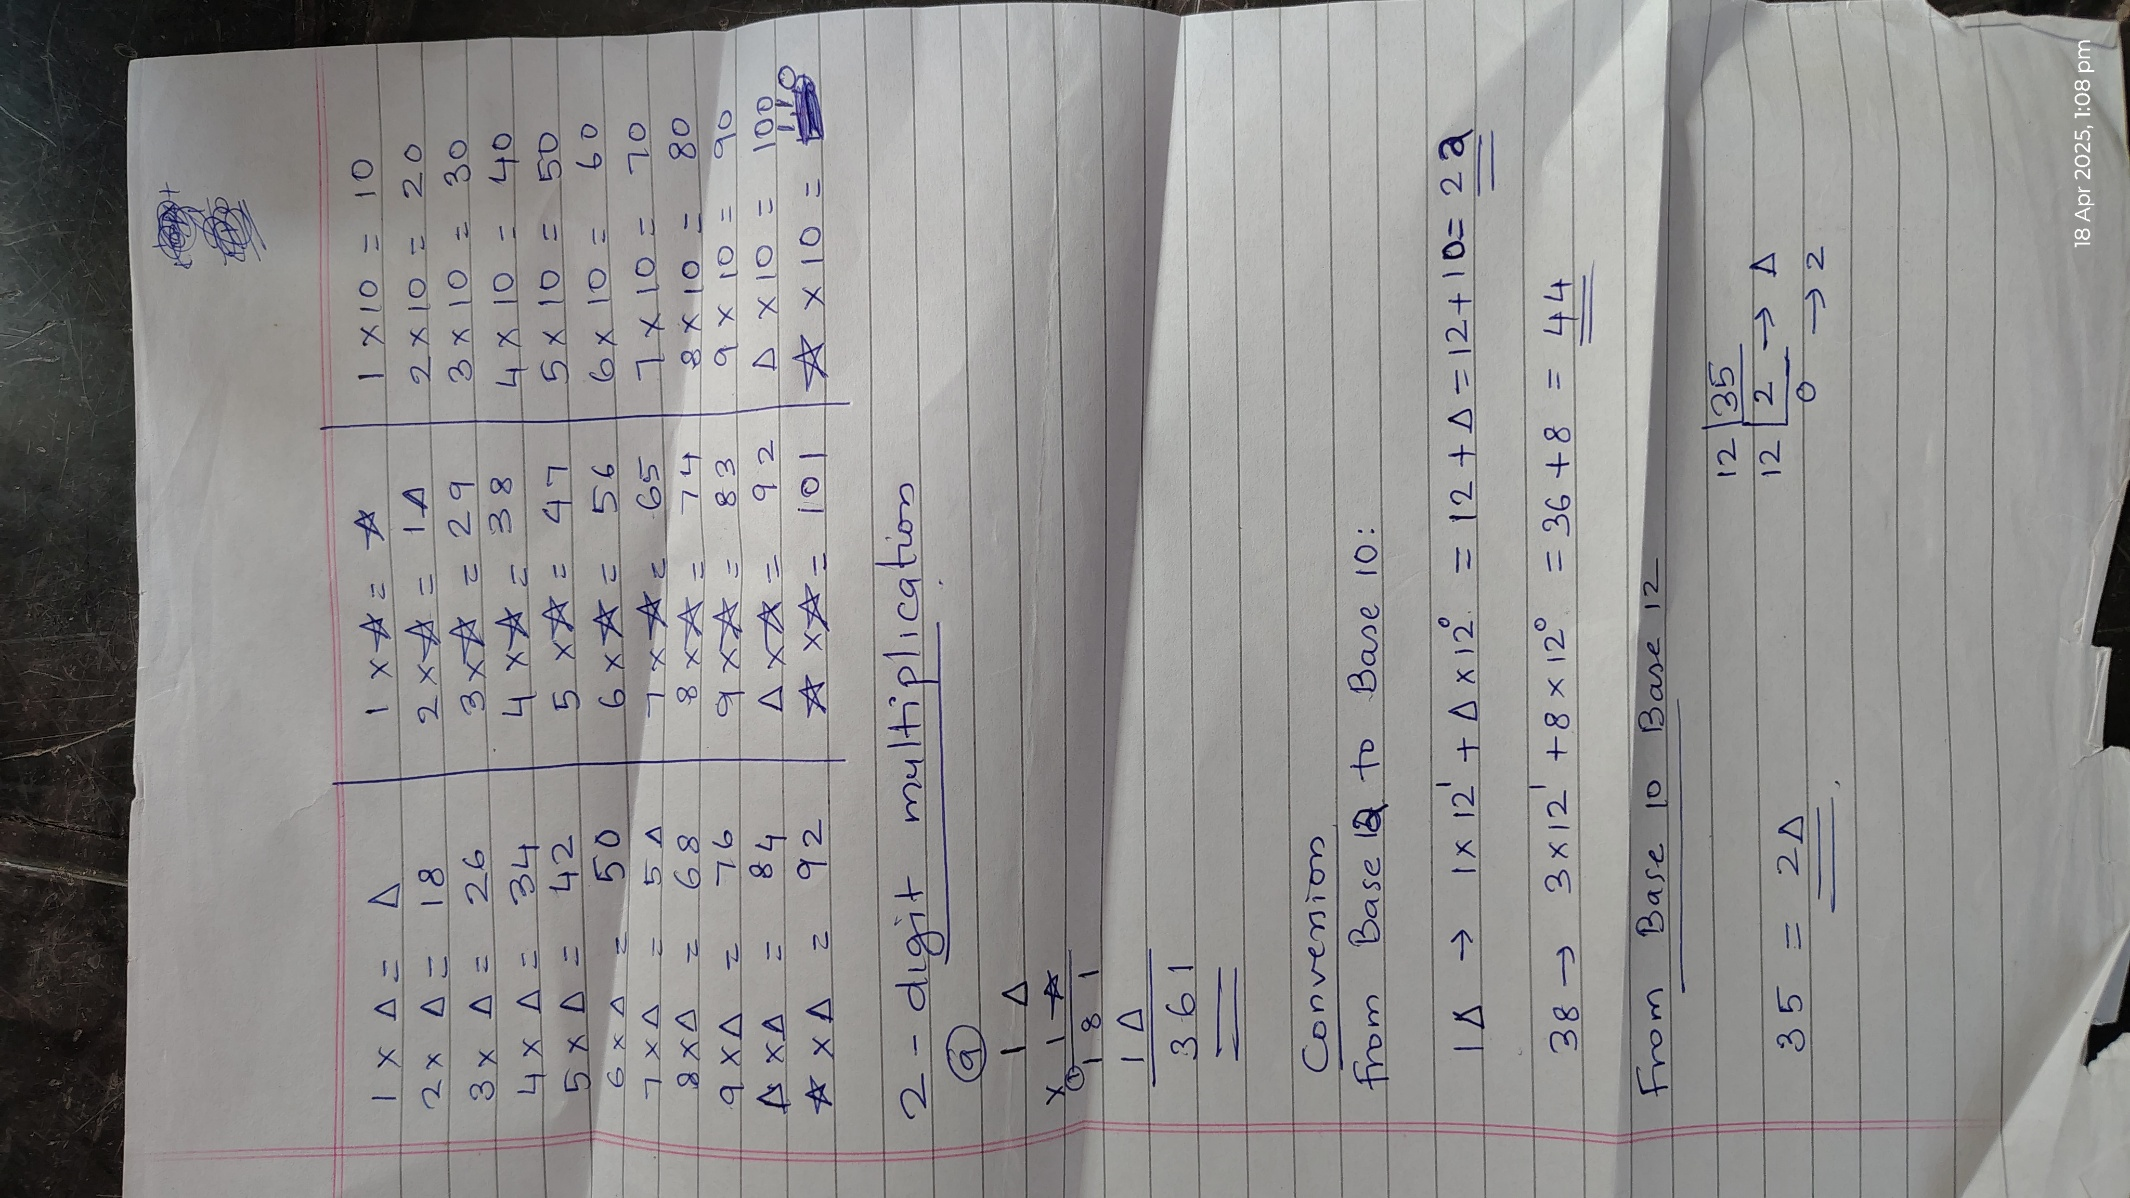 1 x Δ = Δ
2 x Δ = 18
3 x Δ = 26
4 x Δ = 34
5 x Δ = 42
6 x Δ = 50
7 x Δ = 5Δ
8 x Δ = 68
9 x Δ = 76
Δ x Δ = 84
☆ x Δ = 92
1 x ☆ = ☆
2 x ☆ = 1Δ
3 x ☆ = 29
4 x ☆ = 38
5 x ☆ = 47
6 x ☆ = 56
7 x ☆ = 65
8 x ☆ = 74
9 x ☆ = 83
Δ x ☆ = 92
☆ x ☆ = 101
1 x 10 = 10
2 x 10 = 20
3 x 10 = 30
4 x 10 = 40
5 x 10 = 50
6 x 10 = 60
7 x 10 = 70
8 x 10 = 80
9 x 10 = 90
Δ x 10 = 100
☆ x 10 = 110
2-digit multiplication
ⓐ
1 Δ
x 1 ☆
① 1 8 1
1 Δ
3 6 1
Conversion
from Base 12 to Base 10:
1Δ → 1 x 12¹ + Δ x 12⁰ = 12 + Δ = 12 + 10 = 22
38 → 3 x 12¹ + 8 x 12⁰ = 36 + 8 = 44
From Base 10 Base 12
35 = 2Δ
12 35
12 2 → Δ
0 → 2
18 Apr 2025, 1:08 pm